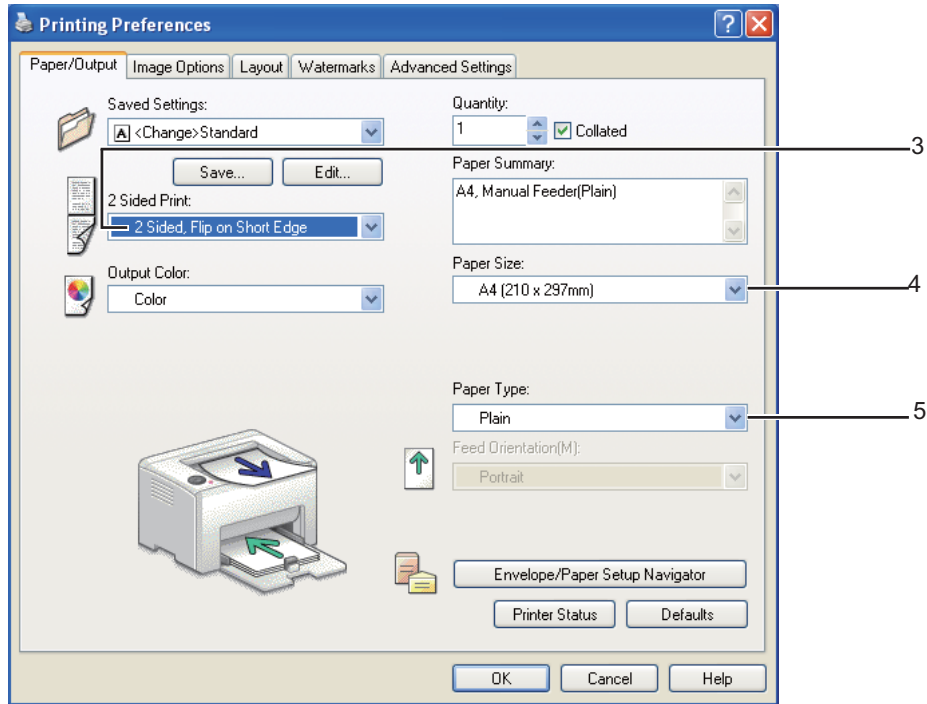 Printing Preferences
Paper/Output Image Options Layout Watermarks Advanced Settings
Saved Settings:
A <Change>Standard
Save... Edit...
2 Sided Print:
2 Sided, Flip on Short Edge
Output Color:
Color
Quantity:
1 Collated
Paper Summary:
A4, Manual Feeder(Plain)
Paper Size:
A4 (210 x 297mm)
Paper Type:
Plain
Feed Orientation(M):
Portrait
Envelope/Paper Setup Navigator
Printer Status Defaults
OK Cancel Help
3
4
5